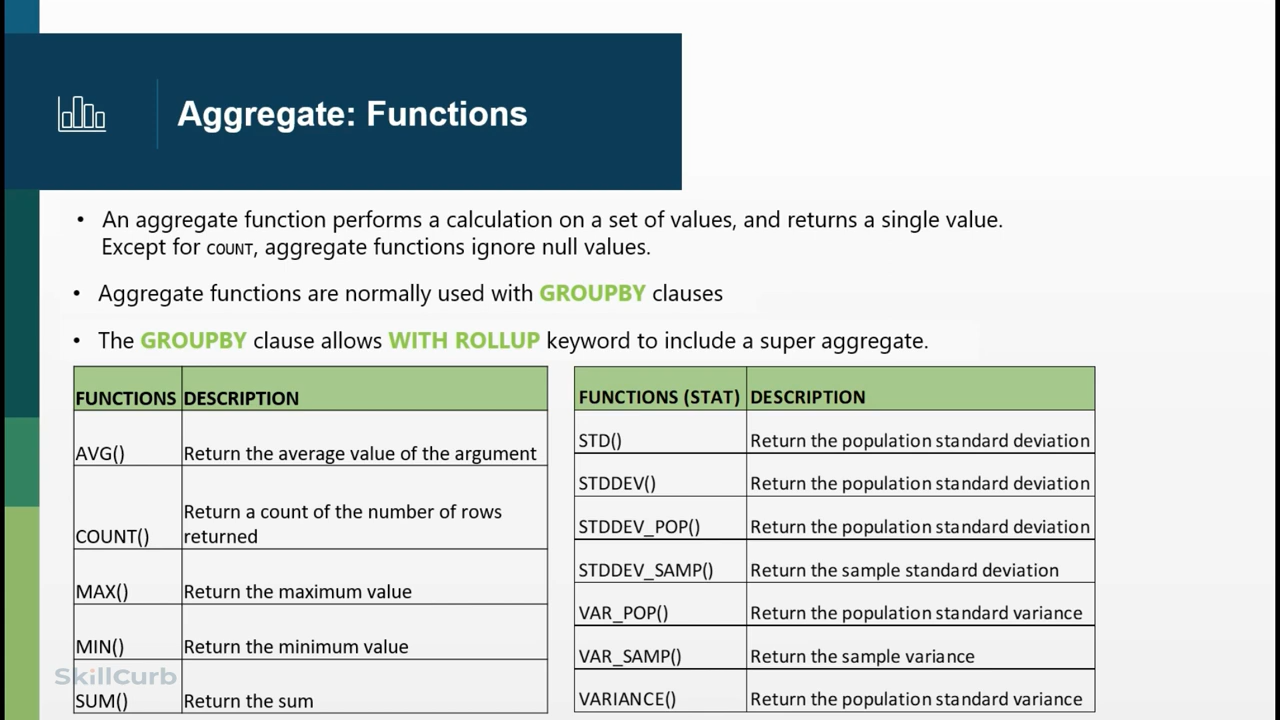 Aggregate: Functions
• An aggregate function performs a calculation on a set of values, and returns a single value.
Except for COUNT, aggregate functions ignore null values.
• Aggregate functions are normally used with GROUPBY clauses
• The GROUPBY clause allows WITH ROLLUP keyword to include a super aggregate.
FUNCTIONS DESCRIPTION
AVG() Return the average value of the argument
COUNT() Return a count of the number of rows
returned
MAX() Return the maximum value
MIN() Return the minimum value
SUM() Return the sum
FUNCTIONS (STAT) DESCRIPTION
STD() Return the population standard deviation
STDDEV() Return the population standard deviation
STDDEV_POP() Return the population standard deviation
STDDEV_SAMP() Return the sample standard deviation
VAR_POP() Return the population standard variance
VAR_SAMP() Return the sample variance
VARIANCE() Return the population standard variance
SkillCurb